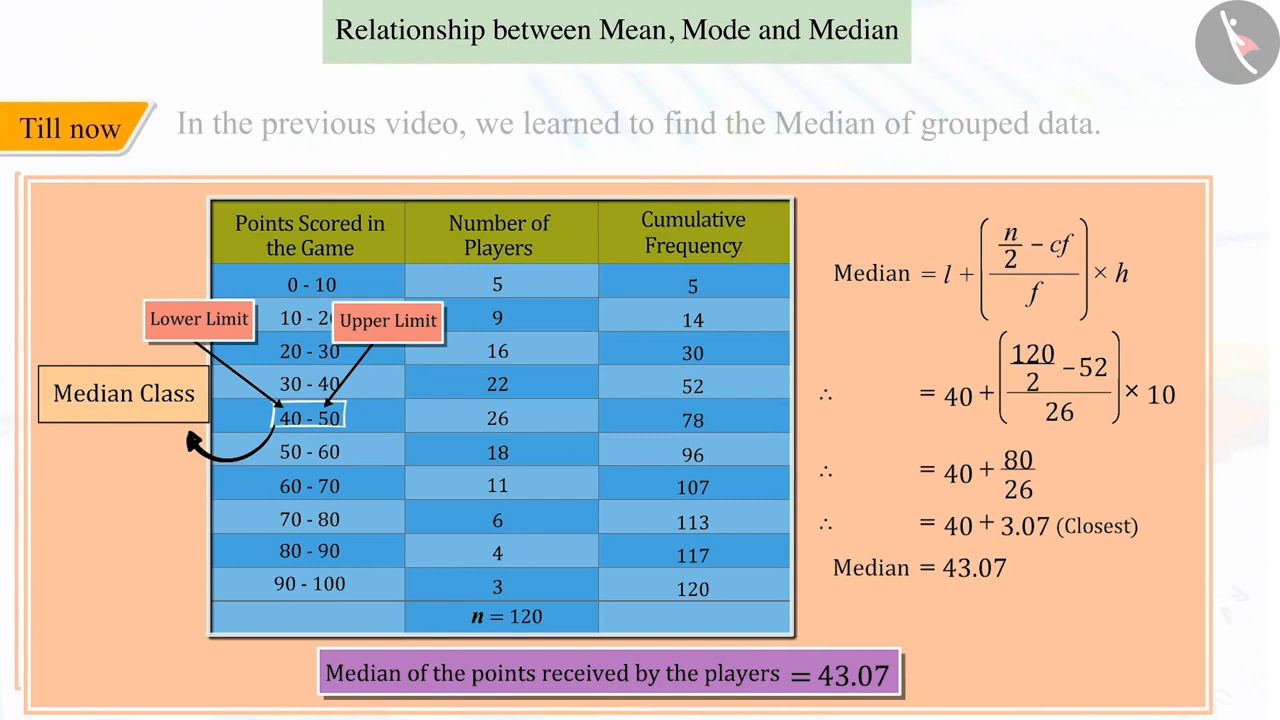 Relationship between Mean, Mode and Median
Till now
In the previous video, we learned to find the Median of grouped data.
Points Scored in the Game | Number of Players | Cumulative Frequency
0 - 10 | 5 | 5
10 - 20 | 9 | 14
20 - 30 | 16 | 30
30 - 40 | 22 | 52
40 - 50 | 26 | 78
50 - 60 | 18 | 96
60 - 70 | 11 | 107
70 - 80 | 6 | 113
80 - 90 | 4 | 117
90 - 100 | 3 | 120
n = 120
Lower Limit
Upper Limit
Median Class
Median = l + ( (n/2 − cf) / f ) × h
∴ = 40 + ( (120/2 − 52) / 26 ) × 10
∴ = 40 + 80/26
∴ = 40 + 3.07 (Closest)
Median = 43.07
Median of the points received by the players = 43.07